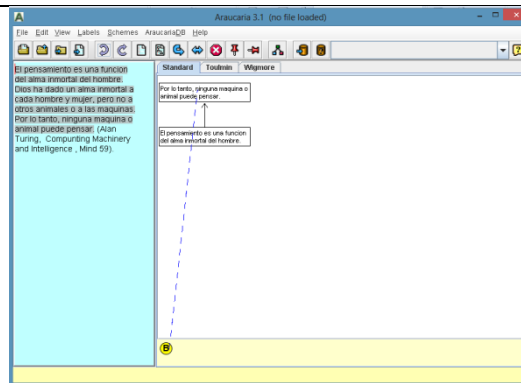 Araucaria 3.1 (no file loaded)
File Edit View Labels Schemes AraucariaDB Help
El pensamiento es una funcion
del alma inmortal del hombre.
Dios ha dado un alma inmortal a
cada hombre y mujer, pero no a
otros animales o a las maquinas.
Por lo tanto, ninguna maquina o
animal puede pensar. (Alan
Turing, Compunting Machinery
and Intelligence , Mind 59).
Standard Toulmin Wigmore
Por lo tanto, ninguna maquina o
animal puede pensar.
El pensamiento es una funcion
del alma inmortal del hombre.
B